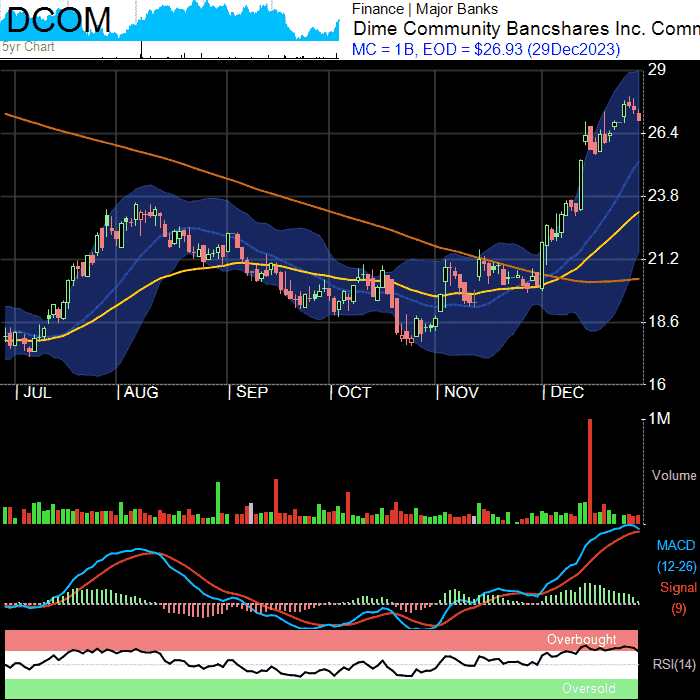 DCOM
5yr Chart
Finance | Major Banks
Dime Community Bancshares Inc. Comm
MC = 1B, EOD = $26.93 (29Dec2023)
29
26.4
23.8
21.2
18.6
16
JUL AUG SEP OCT NOV DEC
1M
Volume
MACD
(12-26)
Signal
(9)
Overbought
RSI(14)
Oversold